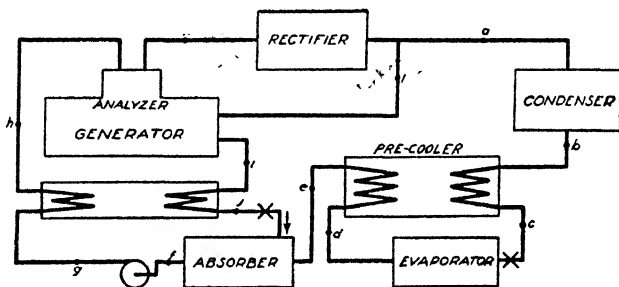 RECTIFIER
a
h
l
ANALYZER
GENERATOR
CONDENSER
b
PRE-COOLER
i
e
j
c
d
f
ABSORBER
EVAPORATOR
g